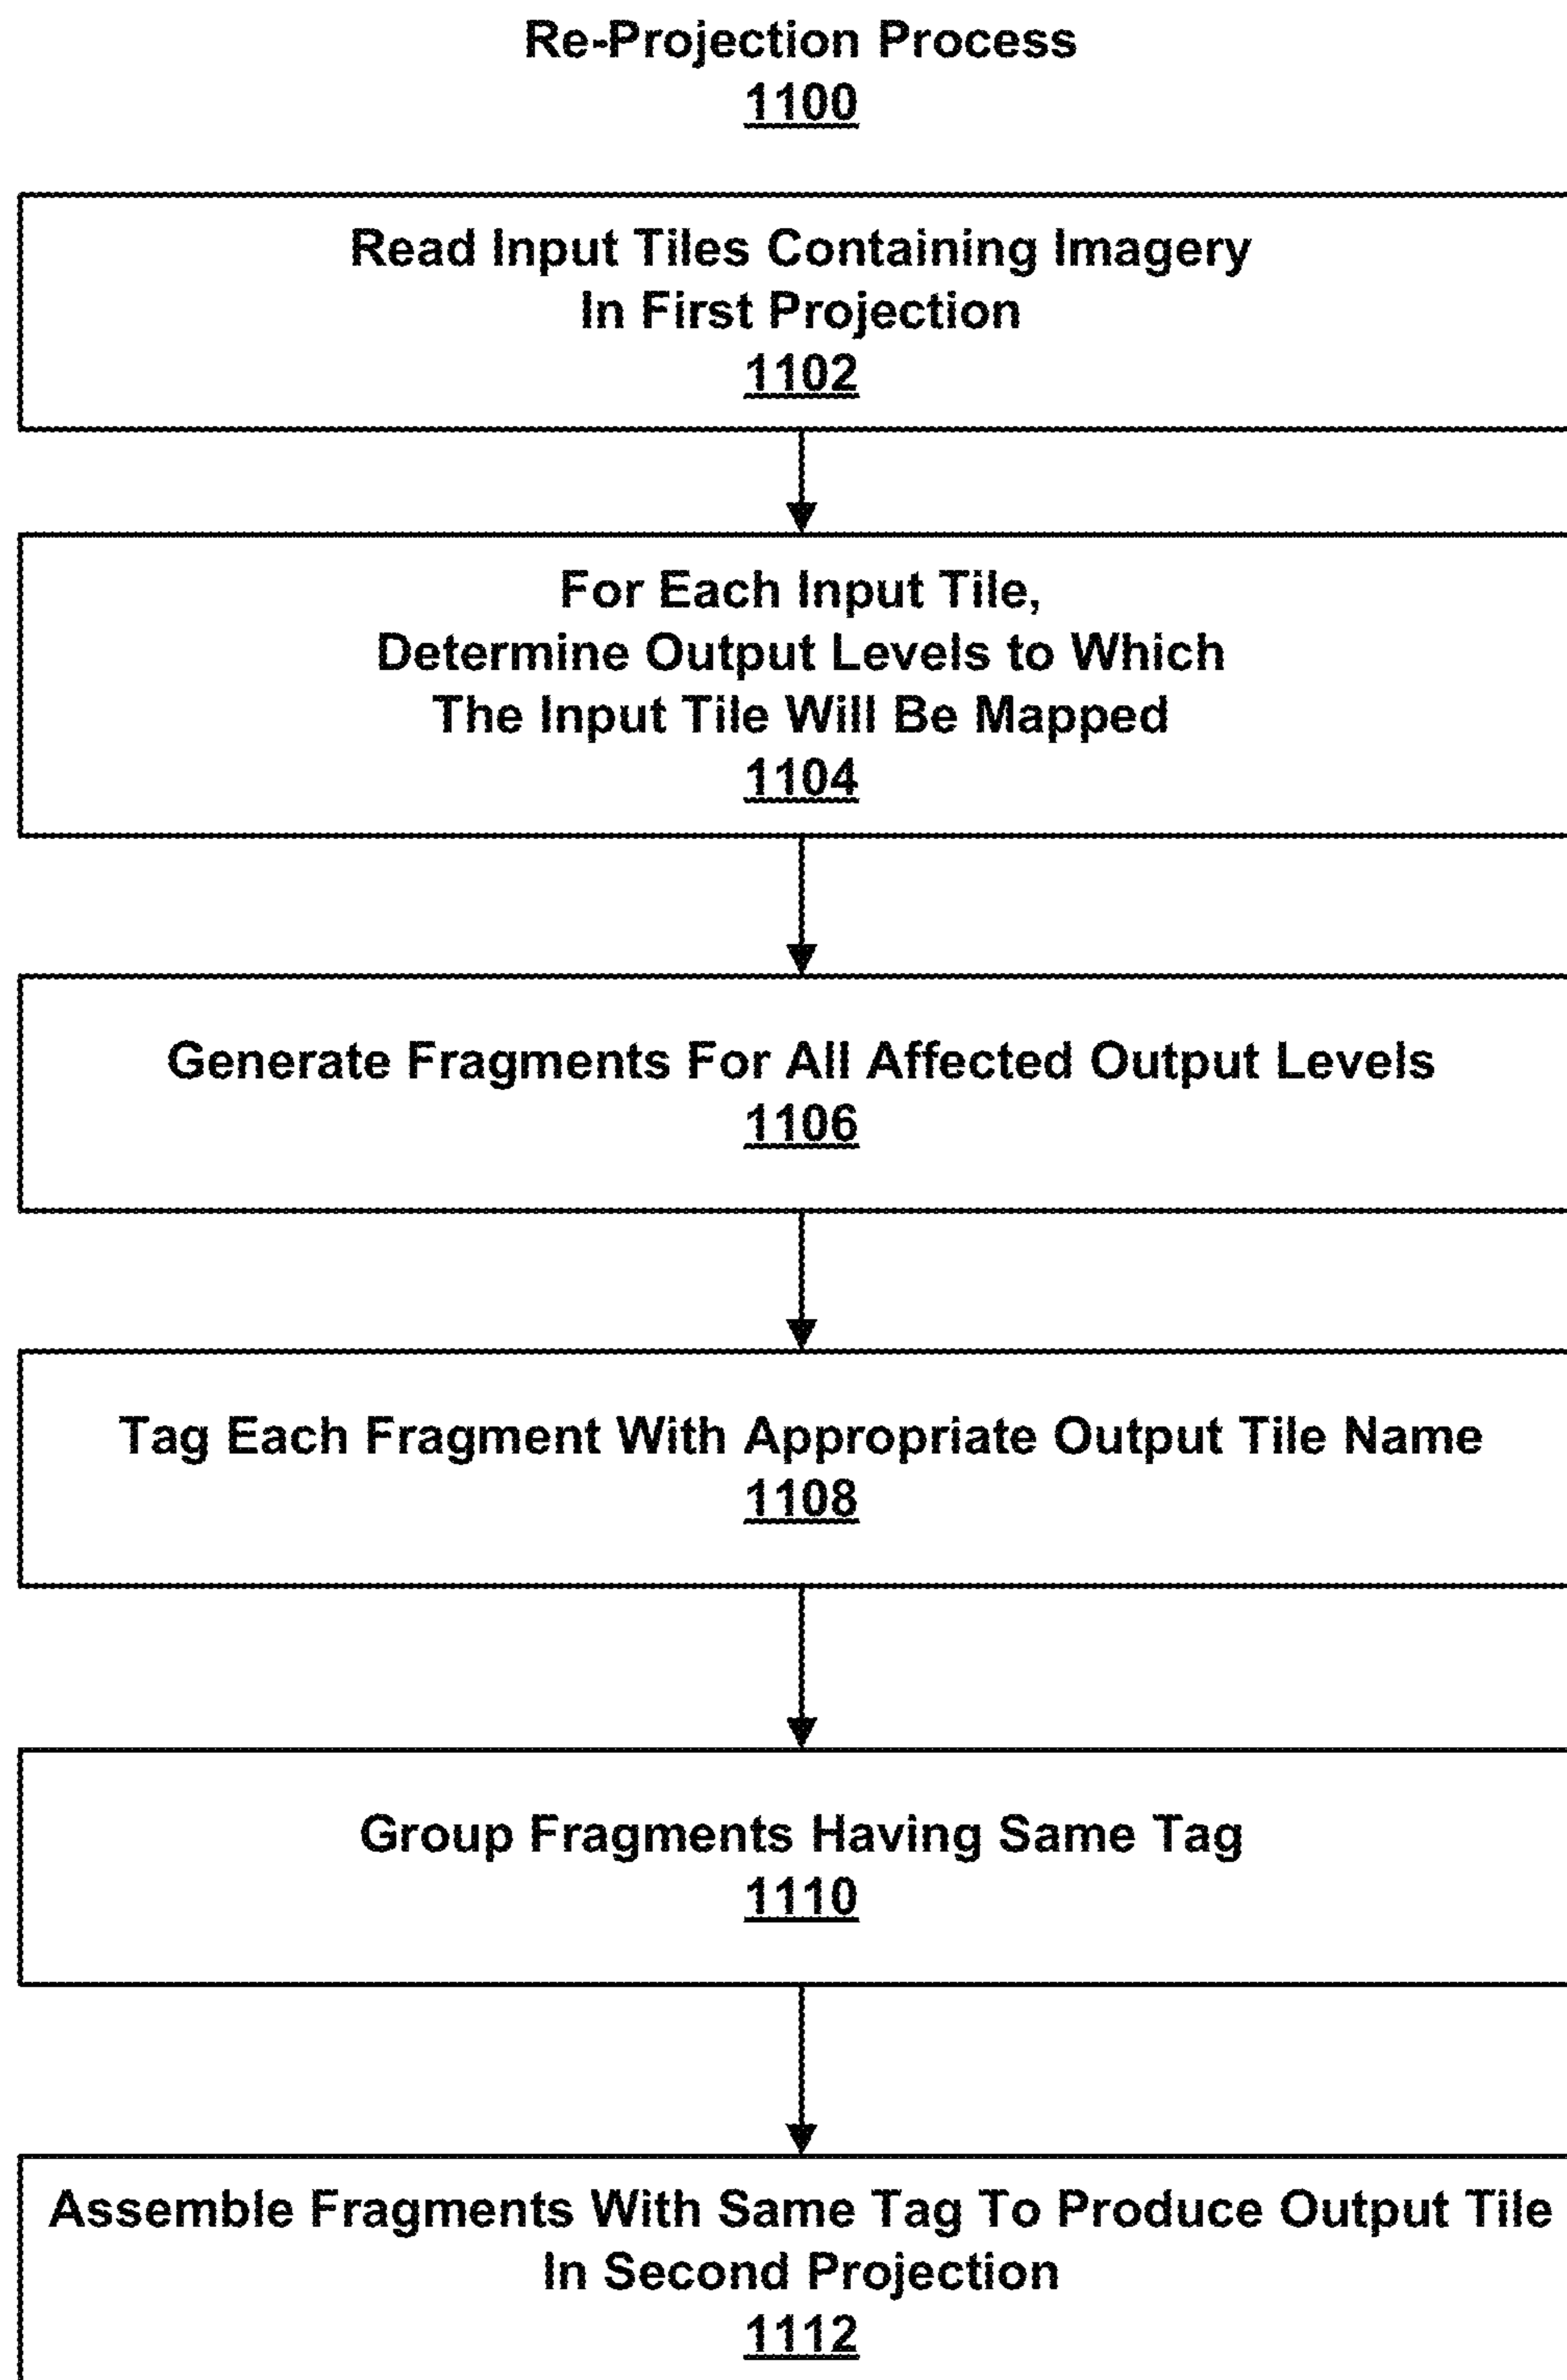 Re-Projection Process
1100
Read Input Tiles Containing Imagery
In First Projection
1102
For Each Input Tile,
Determine Output Levels to Which
The Input Tile Will Be Mapped
1104
Generate Fragments For All Affected Output Levels
1106
Tag Each Fragment With Appropriate Output Tile Name
1108
Group Fragments Having Same Tag
1110
Assemble Fragments With Same Tag To Produce Output Tile
In Second Projection
1112